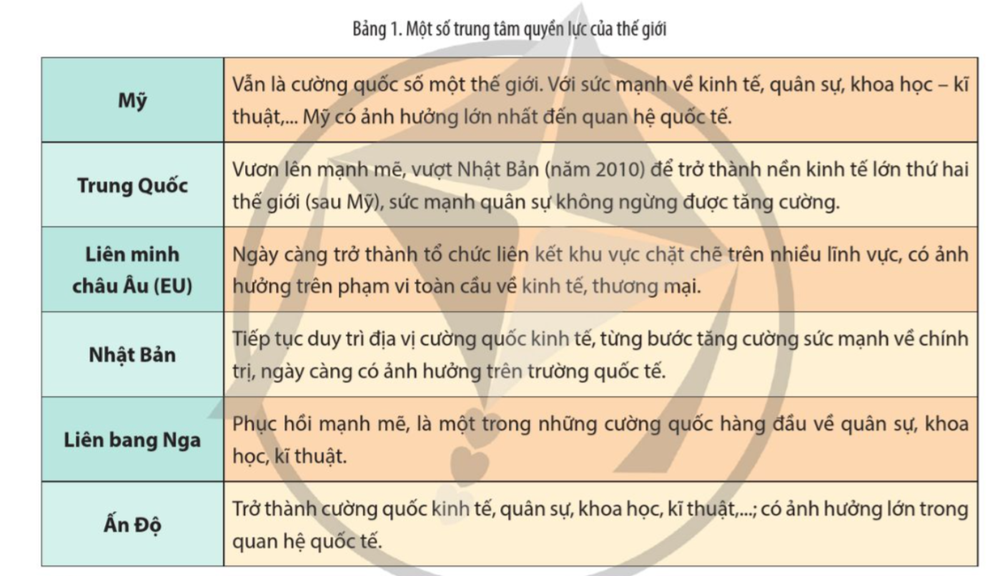 Bảng 1. Một số trung tâm quyền lực của thế giới
Mỹ
Vẫn là cường quốc số một thế giới. Với sức mạnh về kinh tế, quân sự, khoa học – kĩ
thuật,... Mỹ có ảnh hưởng lớn nhất đến quan hệ quốc tế.
Trung Quốc
Vươn lên mạnh mẽ, vượt Nhật Bản (năm 2010) để trở thành nền kinh tế lớn thứ hai
thế giới (sau Mỹ), sức mạnh quân sự không ngừng được tăng cường.
Liên minh
châu Âu (EU)
Ngày càng trở thành tổ chức liên kết khu vực chặt chẽ trên nhiều lĩnh vực, có ảnh
hưởng trên phạm vi toàn cầu về kinh tế, thương mại.
Nhật Bản
Tiếp tục duy trì địa vị cường quốc kinh tế, từng bước tăng cường sức mạnh về chính
trị, ngày càng có ảnh hưởng trên trường quốc tế.
Liên bang Nga
Phục hồi mạnh mẽ, là một trong những cường quốc hàng đầu về quân sự, khoa
học, kĩ thuật.
Ấn Độ
Trở thành cường quốc kinh tế, quân sự, khoa học, kĩ thuật,...; có ảnh hưởng lớn trong
quan hệ quốc tế.